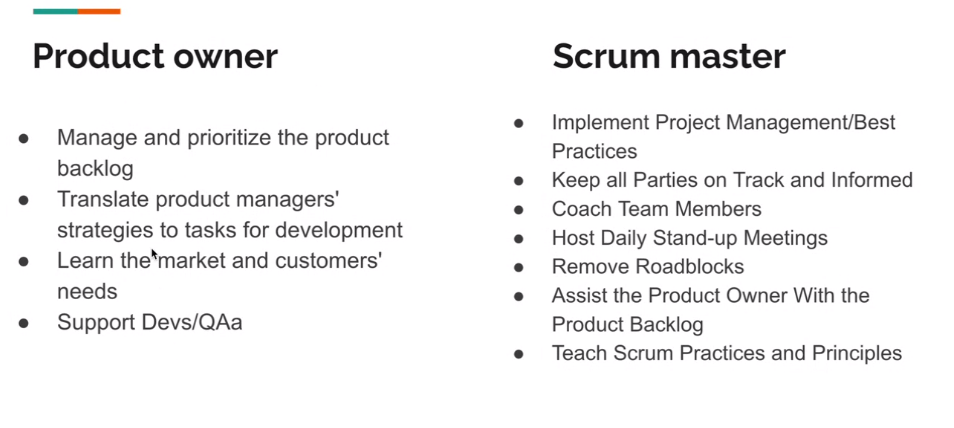 Product owner
● Manage and prioritize the product
backlog
● Translate product managers'
strategies to tasks for development
● Learn the market and customers'
needs
● Support Devs/QAa
Scrum master
● Implement Project Management/Best
Practices
● Keep all Parties on Track and Informed
● Coach Team Members
● Host Daily Stand-up Meetings
● Remove Roadblocks
● Assist the Product Owner With the
Product Backlog
● Teach Scrum Practices and Principles